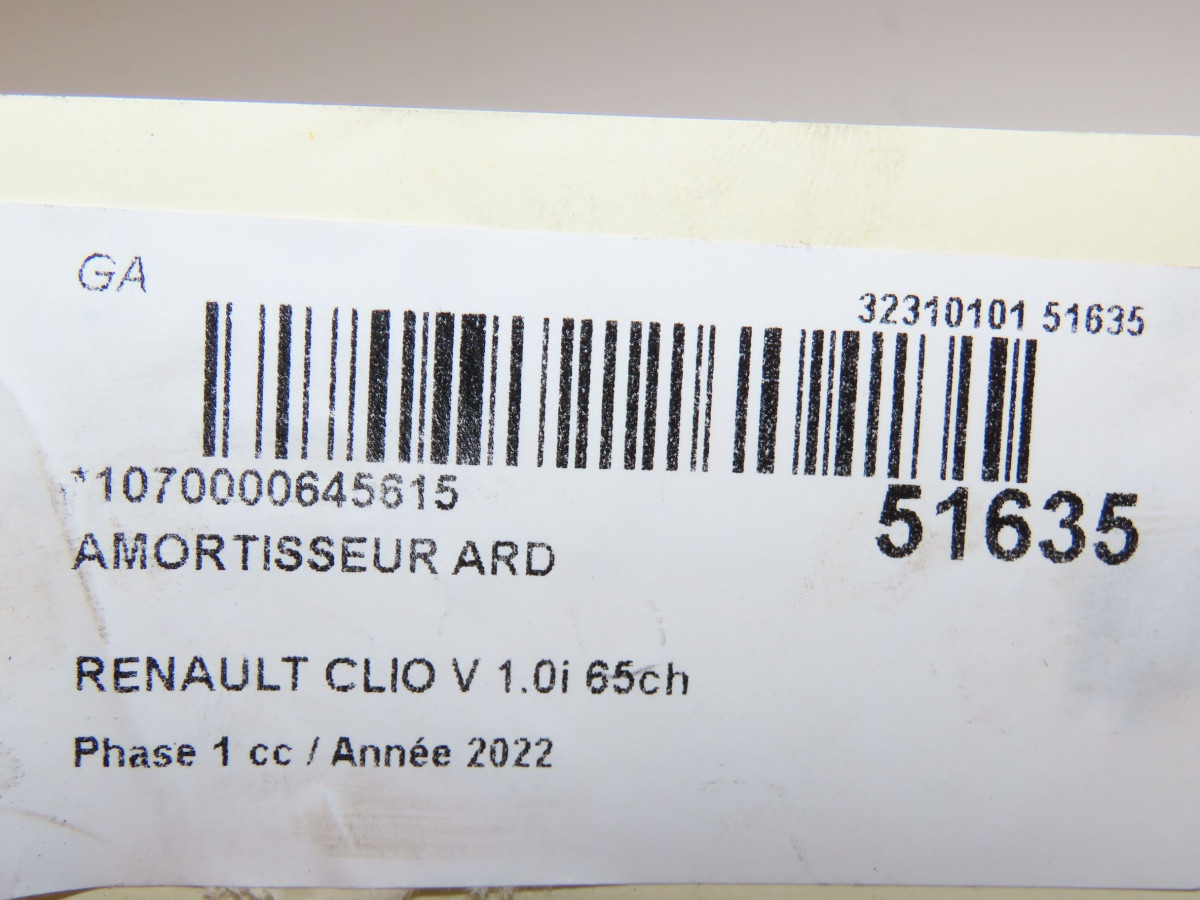 GA
32310101 51635
*1070000645615
51635
AMORTISSEUR ARD
RENAULT CLIO V 1.0i 65ch
Phase 1 cc / Année 2022